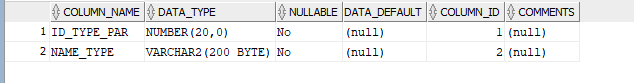 COLUMN_NAME DATA_TYPE NULLABLE DATA_DEFAULT COLUMN_ID COMMENTS
1 ID_TYPE_PAR NUMBER(20,0) No (null) 1 (null)
2 NAME_TYPE VARCHAR2(200 BYTE) No (null) 2 (null)